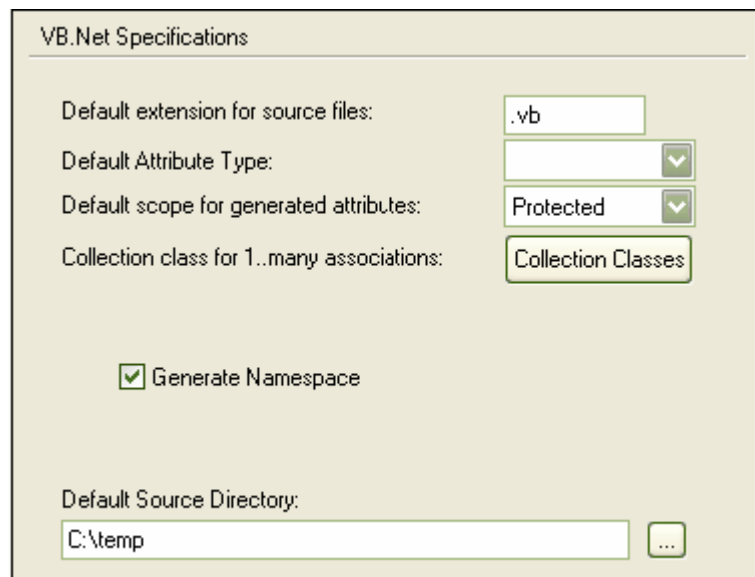 VB.Net Specifications
Default extension for source files: .vb
Default Attribute Type:
Default scope for generated attributes: Protected
Collection class for 1..many associations: Collection Classes
Generate Namespace
Default Source Directory:
C:\temp ...